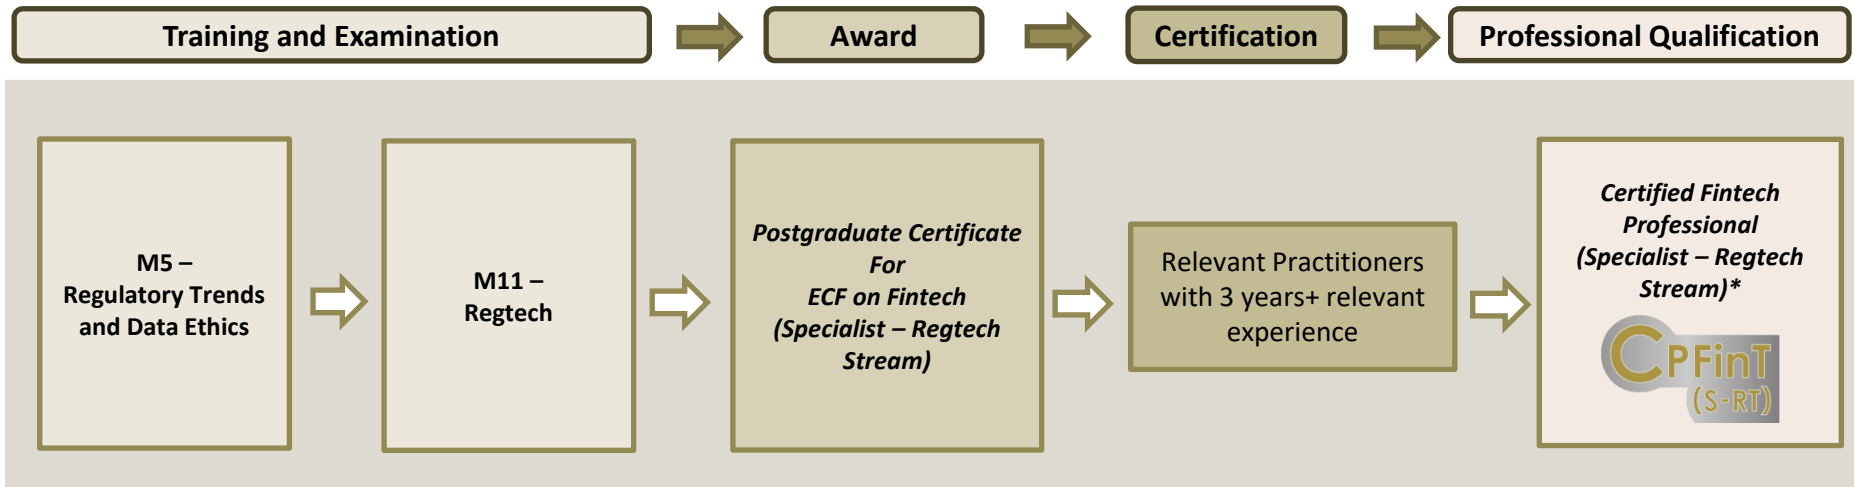 Training and Examination
Award
Certification
Professional Qualification
M5 –
Regulatory Trends
and Data Ethics
M11 –
Regtech
Postgraduate Certificate
For
ECF on Fintech
(Specialist – Regtech
Stream)
Relevant Practitioners
with 3 years+ relevant
experience
Certified Fintech
Professional
(Specialist – Regtech
Stream)*
CPFinT
(S-RT)